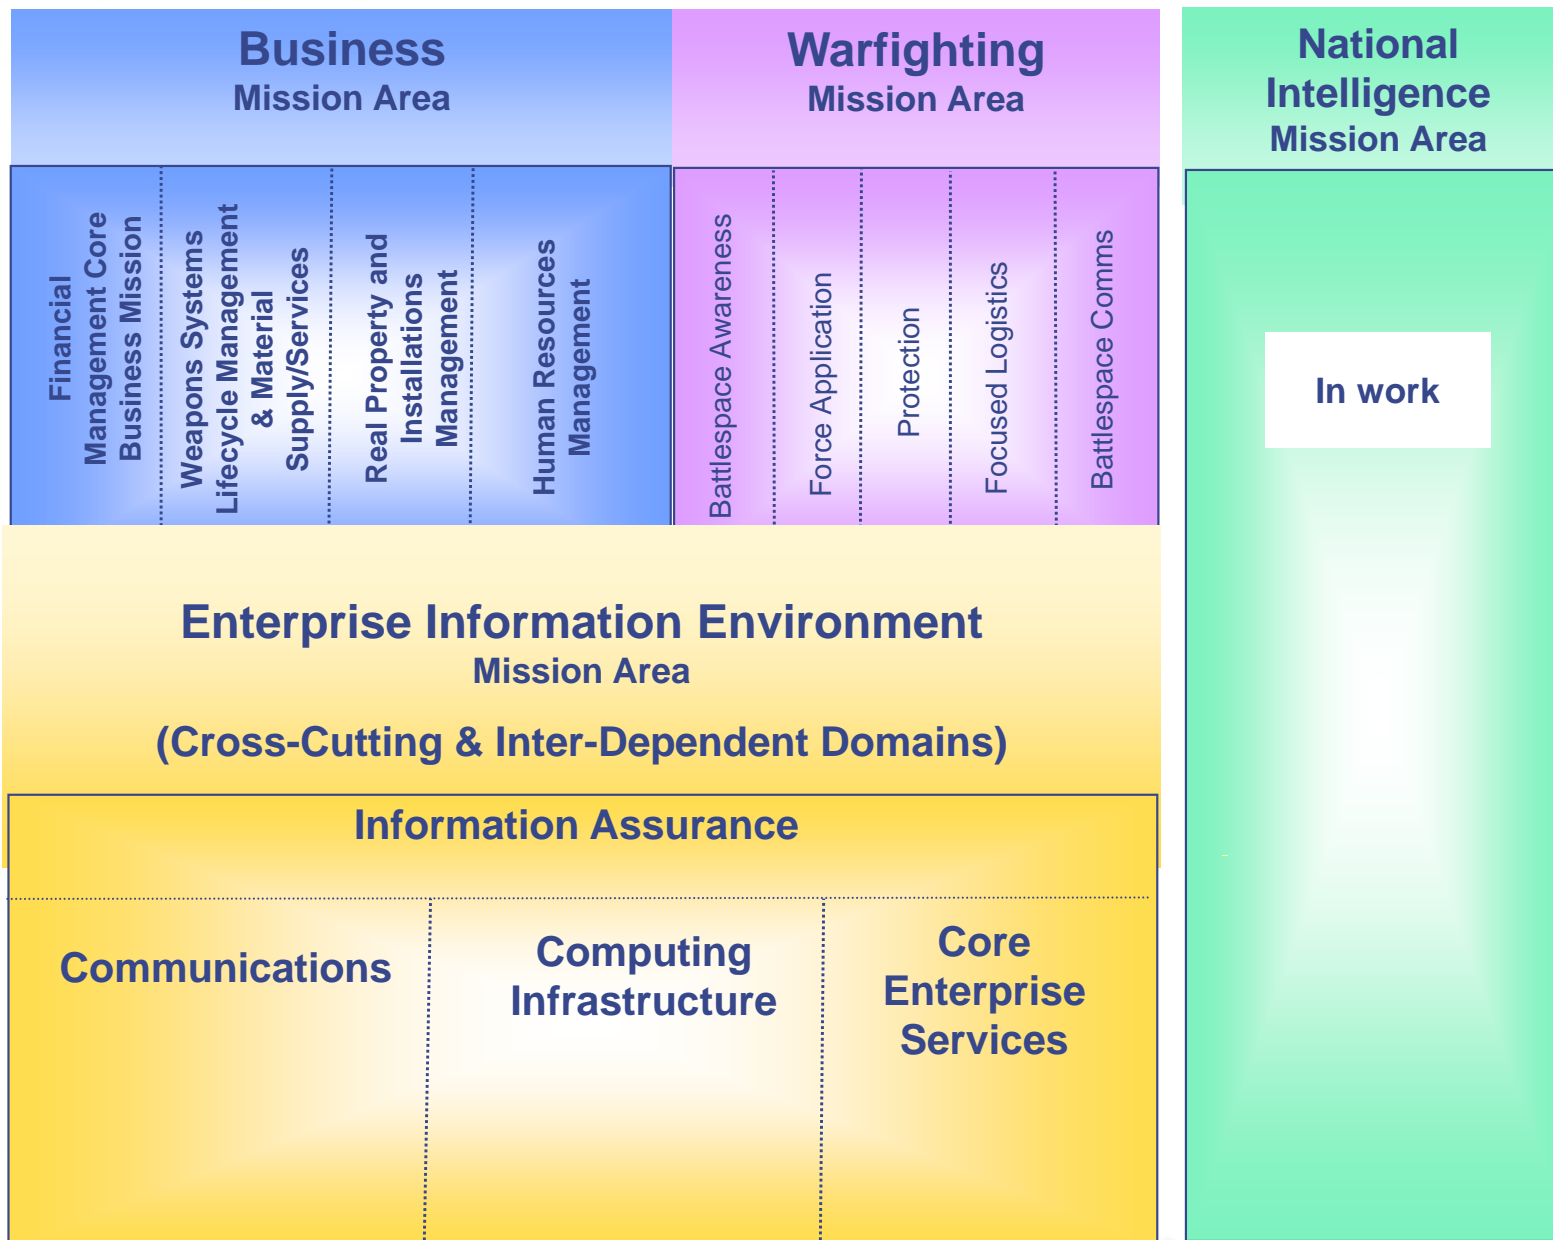 Business
Mission Area
Warfighting
Mission Area
National
Intelligence
Mission Area
Financial
Management Core
Business Mission
Weapons Systems
Lifecycle Management
& Material
Supply/Services
Real Property and
Installations
Management
Human Resources
Management
Battlespace Awareness
Force Application
Protection
Focused Logistics
Battlespace Comms
In work
Enterprise Information Environment
Mission Area
(Cross-Cutting & Inter-Dependent Domains)
Information Assurance
Communications
Computing
Infrastructure
Core
Enterprise
Services